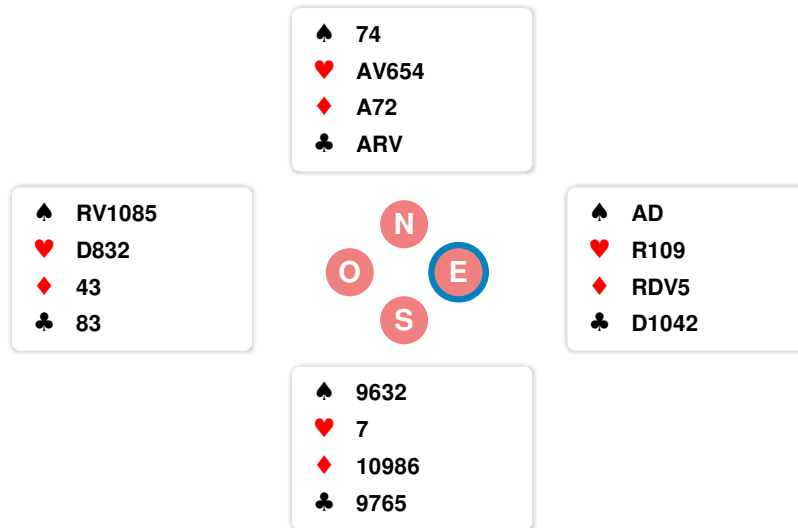 ♠ 74
♥ AV654
♦ A72
♣ ARV
♠ RV1085
♥ D832
♦ 43
♣ 83
N
O
E
S
♠ AD
♥ R109
♦ RDV5
♣ D1042
♠ 9632
♥ 7
♦ 10986
♣ 9765